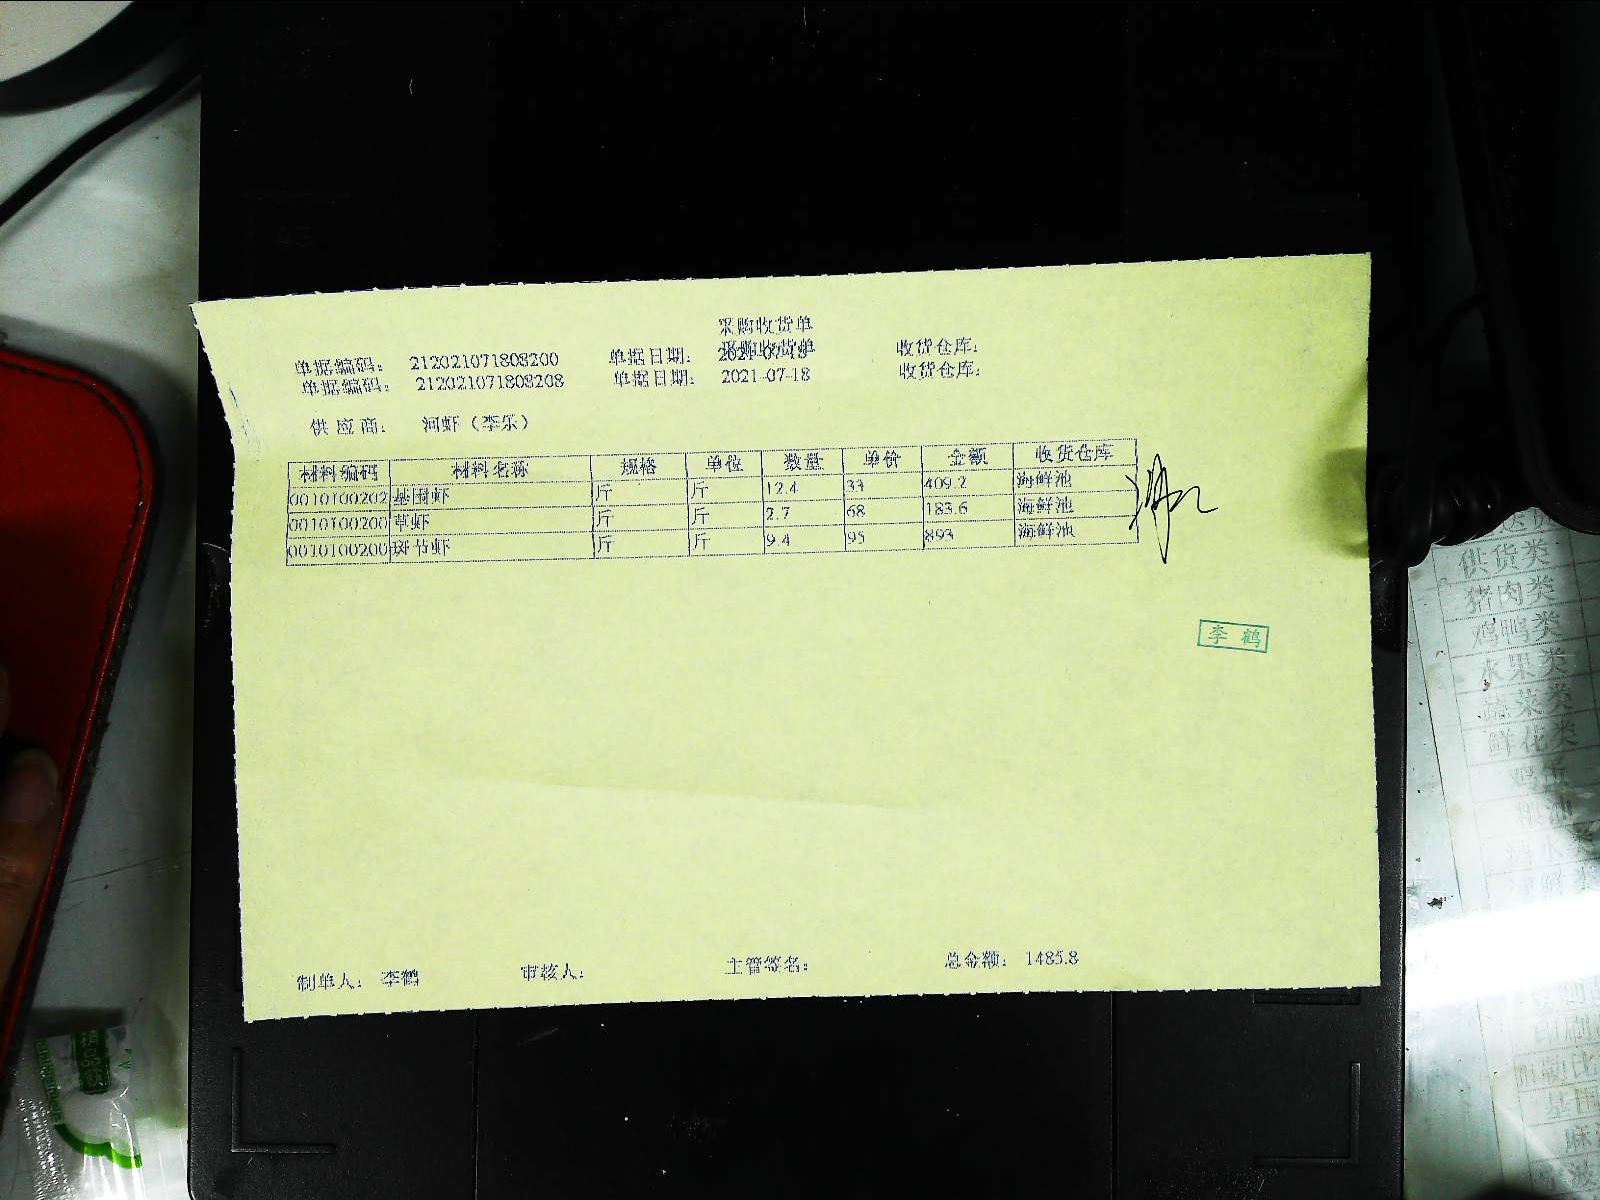 采购收货单
采购收货单
单据编码: 212021071808200 单据日期: 收货仓库:
单据编码: 212021071808208 单据日期: 2021-07-18 收货仓库:
供应商: 河虾（李乐）
材料编码 材料名称 规格 单位 数量 单价 金额 收货仓库
0010100202 基围虾 斤 斤 12.4 33 409.2 海鲜池
0010100200 草虾 斤 斤 2.7 68 183.6 海鲜池
0010100200 斑节虾 斤 斤 9.4 95 893 海鲜池
李鹤
制单人: 李鹤 审核人: 主管签名: 总金额: 1485.8
供货类
猪肉类
鸡鸭类
水果类
蔬菜类
鲜花类